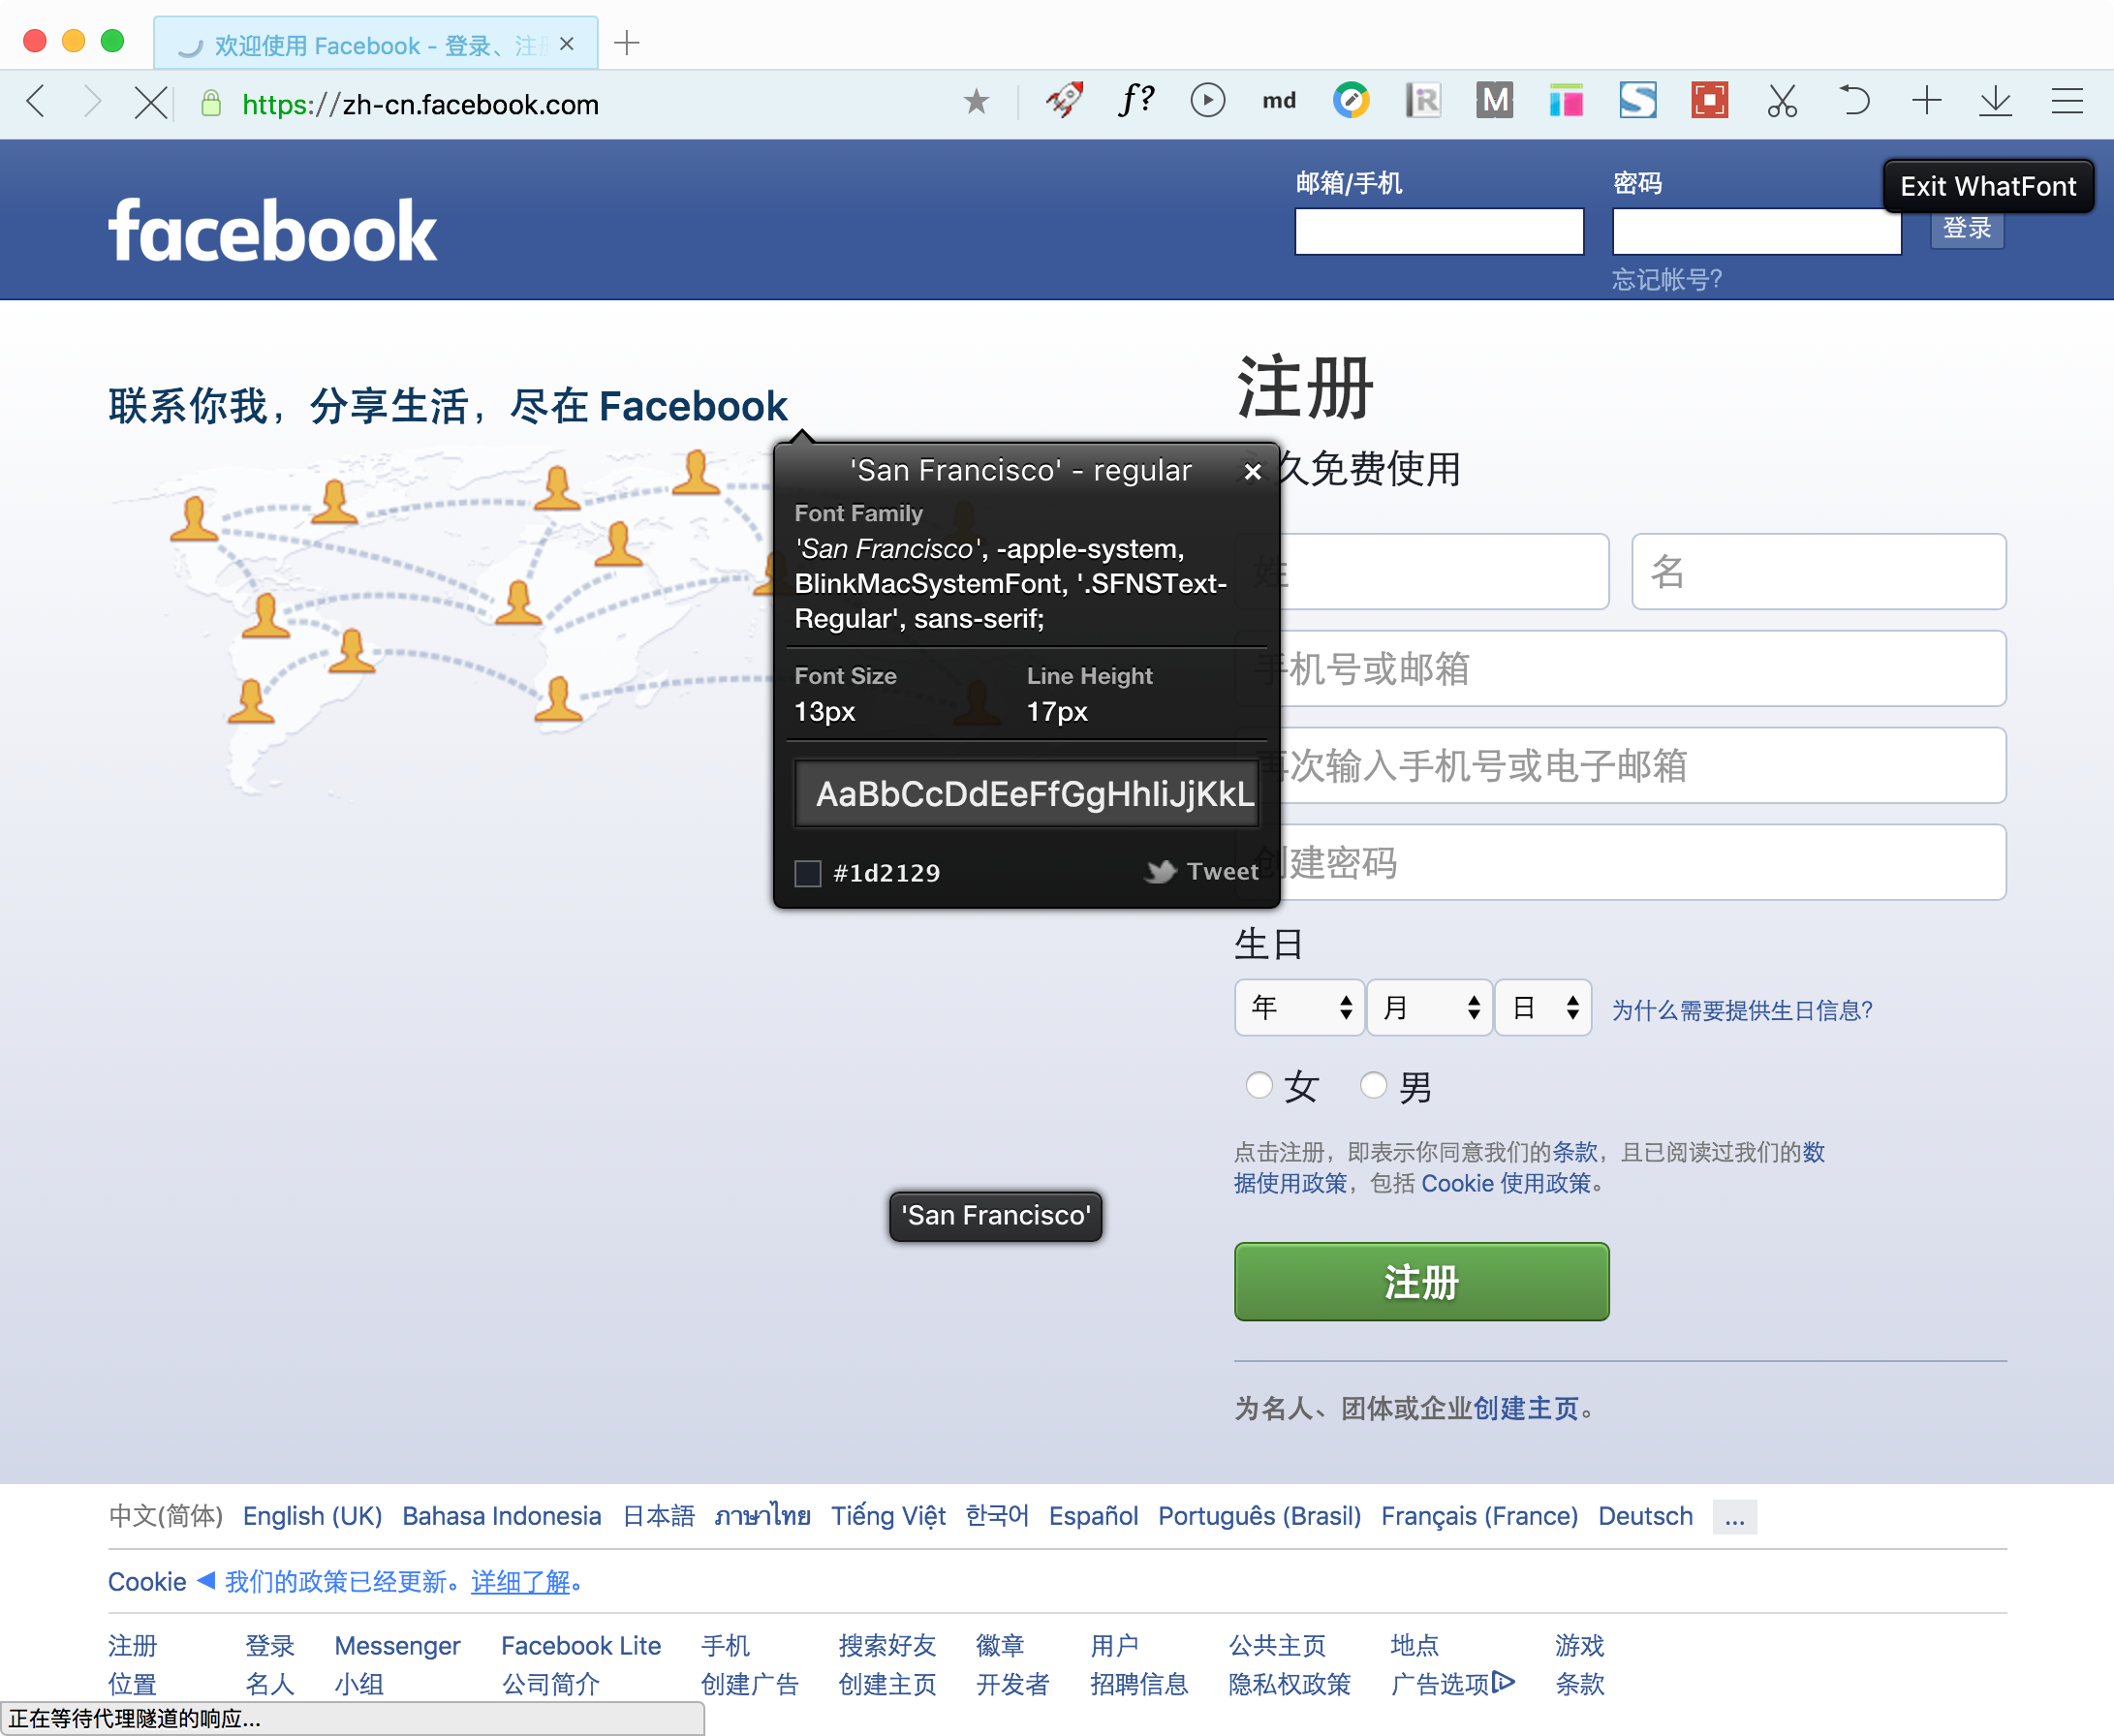 欢迎使用 Facebook - 登录、注
https://zh-cn.facebook.com
f?
md
R
M
S
facebook
邮箱/手机
密码
Exit WhatFont
登录
忘记帐号?
联系你我，分享生活，尽在 Facebook
注册
永久免费使用
'San Francisco' - regular
Font Family
'San Francisco', -apple-system,
BlinkMacSystemFont, '.SFNSText-
Regular', sans-serif;
Font Size
Line Height
13px
17px
AaBbCcDdEeFfGgHhIiJjKkL
#1d2129
Tweet
姓
名
手机号或邮箱
再次输入手机号或电子邮箱
创建密码
生日
年
月
日
为什么需要提供生日信息?
女
男
点击注册，即表示你同意我们的条款，且已阅读过我们的数
据使用政策，包括 Cookie 使用政策。
'San Francisco'
注册
为名人、团体或企业创建主页。
中文(简体) English (UK) Bahasa Indonesia 日本語 ภาษาไทย Tiếng Việt 한국어 Español Português (Brasil) Français (France) Deutsch ...
Cookie 我们的政策已经更新。详细了解。
注册 登录 Messenger Facebook Lite 手机 搜索好友 徽章 用户 公共主页 地点 游戏
位置 名人 小组 公司简介 创建广告 创建主页 开发者 招聘信息 隐私权政策 广告选项 条款
正在等待代理隧道的响应...